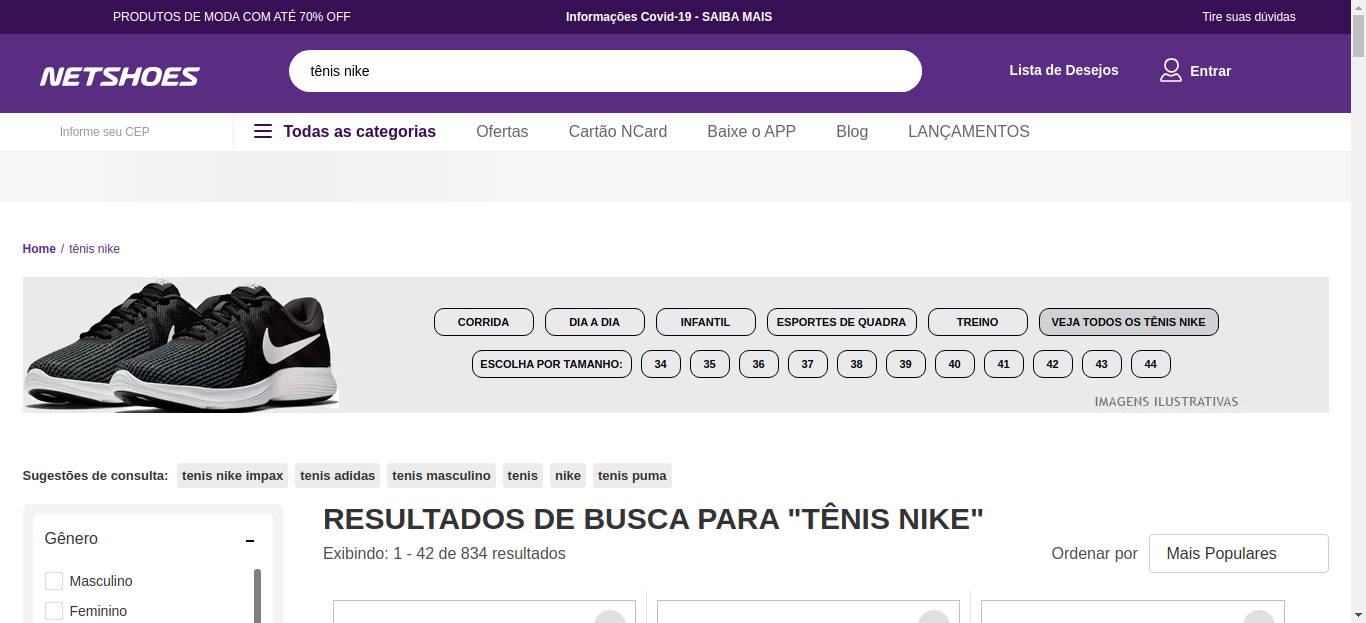 PRODUTOS DE MODA COM ATÉ 70% OFF
Informações Covid-19 - SAIBA MAIS
Tire suas dúvidas
NETSHOES
tênis nike
Lista de Desejos
Entrar
Informe seu CEP
Todas as categorias
Ofertas
Cartão NCard
Baixe o APP
Blog
LANÇAMENTOS
Home / tênis nike
CORRIDA
DIA A DIA
INFANTIL
ESPORTES DE QUADRA
TREINO
VEJA TODOS OS TÊNIS NIKE
ESCOLHA POR TAMANHO:
34
35
36
37
38
39
40
41
42
43
44
IMAGENS ILUSTRATIVAS
Sugestões de consulta: tenis nike impax tenis adidas tenis masculino tenis nike tenis puma
RESULTADOS DE BUSCA PARA "TÊNIS NIKE"
Gênero
Exibindo: 1 - 42 de 834 resultados
Ordenar por
Mais Populares
Masculino
Feminino